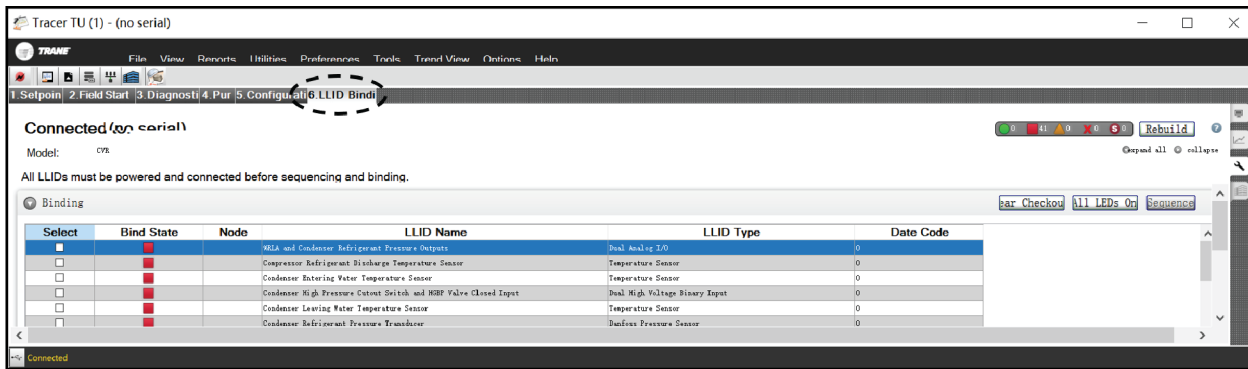 Tracer TU (1) - (no serial)
TRANE
File View Reports Utilities Preferences Tools Trend View Options Help
1.Setpoin 2.Field Start 3.Diagnosti 4.Pur 5.Configurati 6.LLID Bindi
Connected (no serial)
0 41 0 X 0 S 0 Rebuild ?
Model: CVR
expand all collapse
All LLIDs must be powered and connected before sequencing and binding.
Binding
ear Checkou All LEDs On Sequence
Select Bind State Node LLID Name LLID Type Date Code
%RLA and Condenser Refrigerant Pressure Outputs Dual Analog I/O 0
Compressor Refrigerant Discharge Temperature Sensor Temperature Sensor 0
Condenser Entering Water Temperature Sensor Temperature Sensor 0
Condenser High Pressure Cutout Switch and HGBP Valve Closed Input Dual High Voltage Binary Input 0
Condenser Leaving Water Temperature Sensor Temperature Sensor 0
Condenser Refrigerant Pressure Transducer Danfoss Pressure Sensor 0
Connected